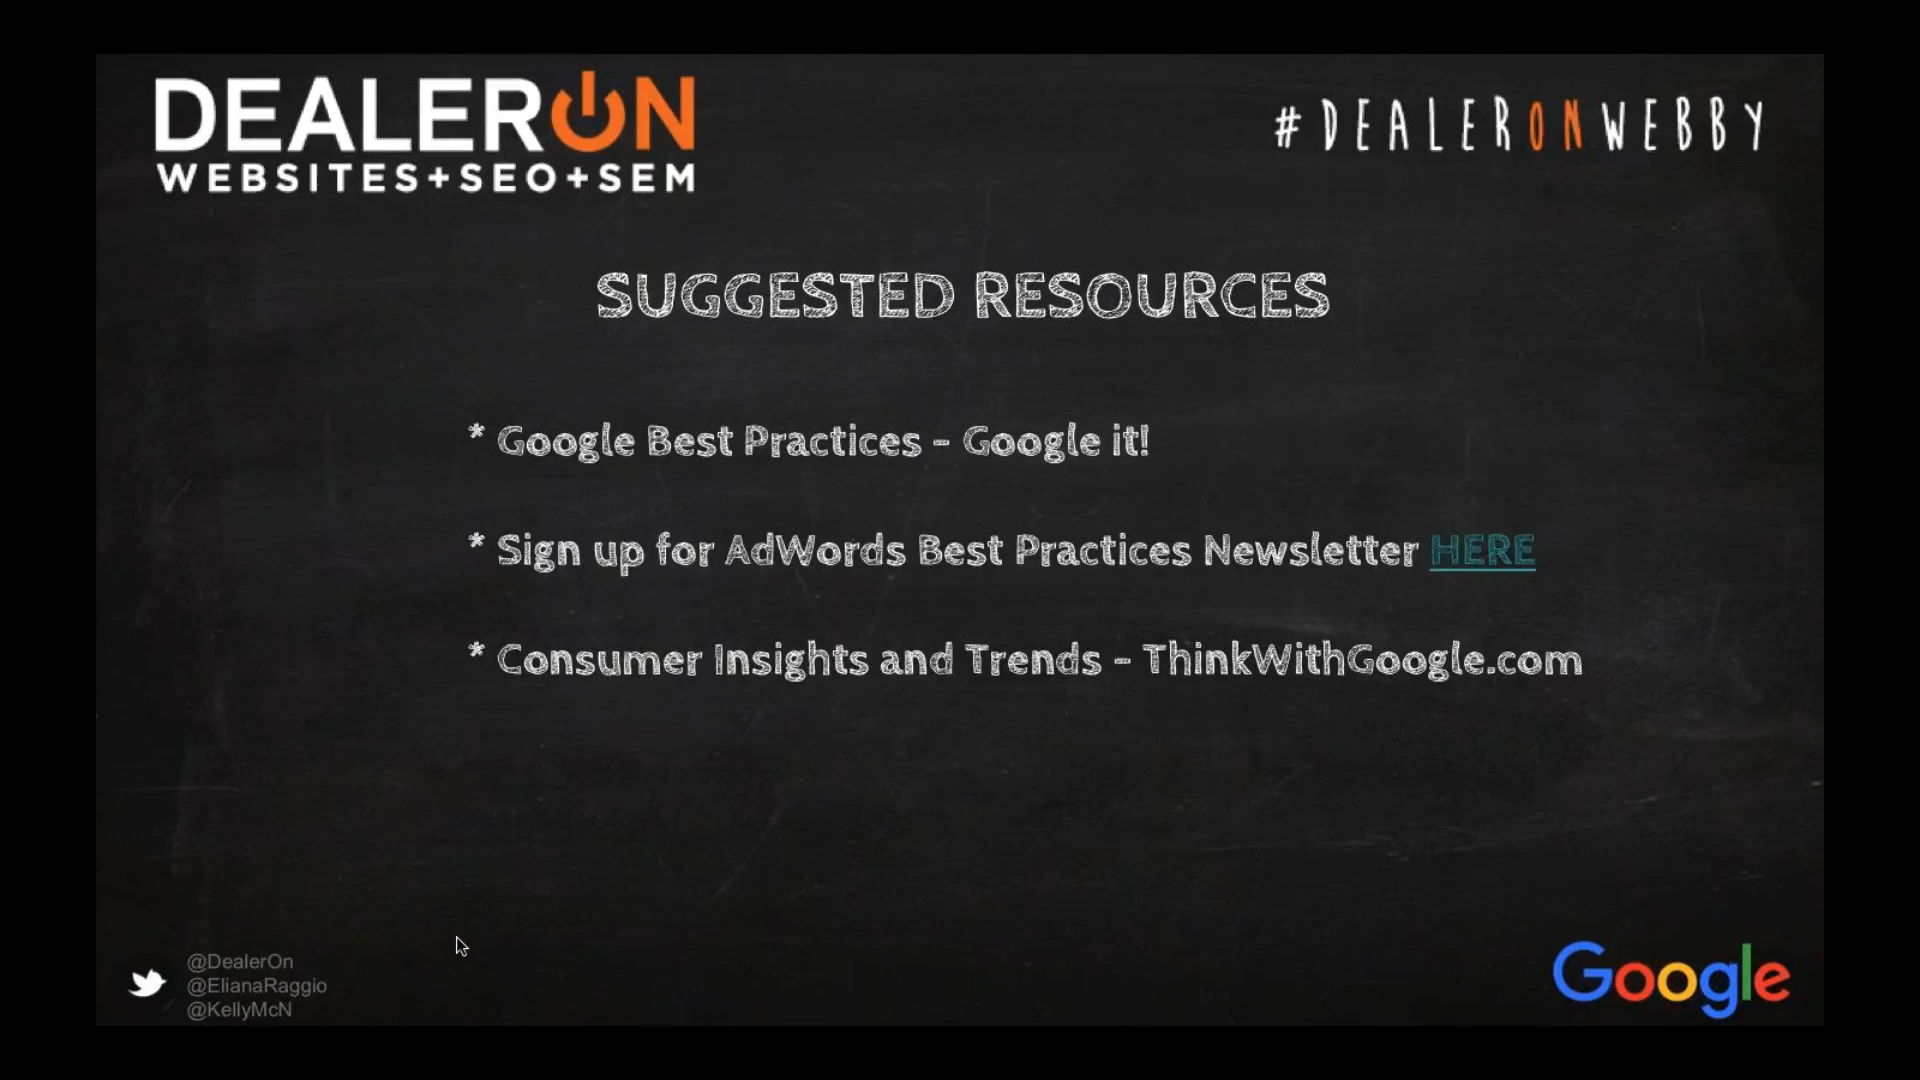 DEALERON
WEBSITES+SEO+SEM
#DEALERONWEBBY
SUGGESTED RESOURCES
* Google Best Practices - Google it!
* Sign up for AdWords Best Practices Newsletter HERE
* Consumer Insights and Trends - ThinkWithGoogle.com
@DealerOn
@ElianaRaggio
@KellyMcN
Google